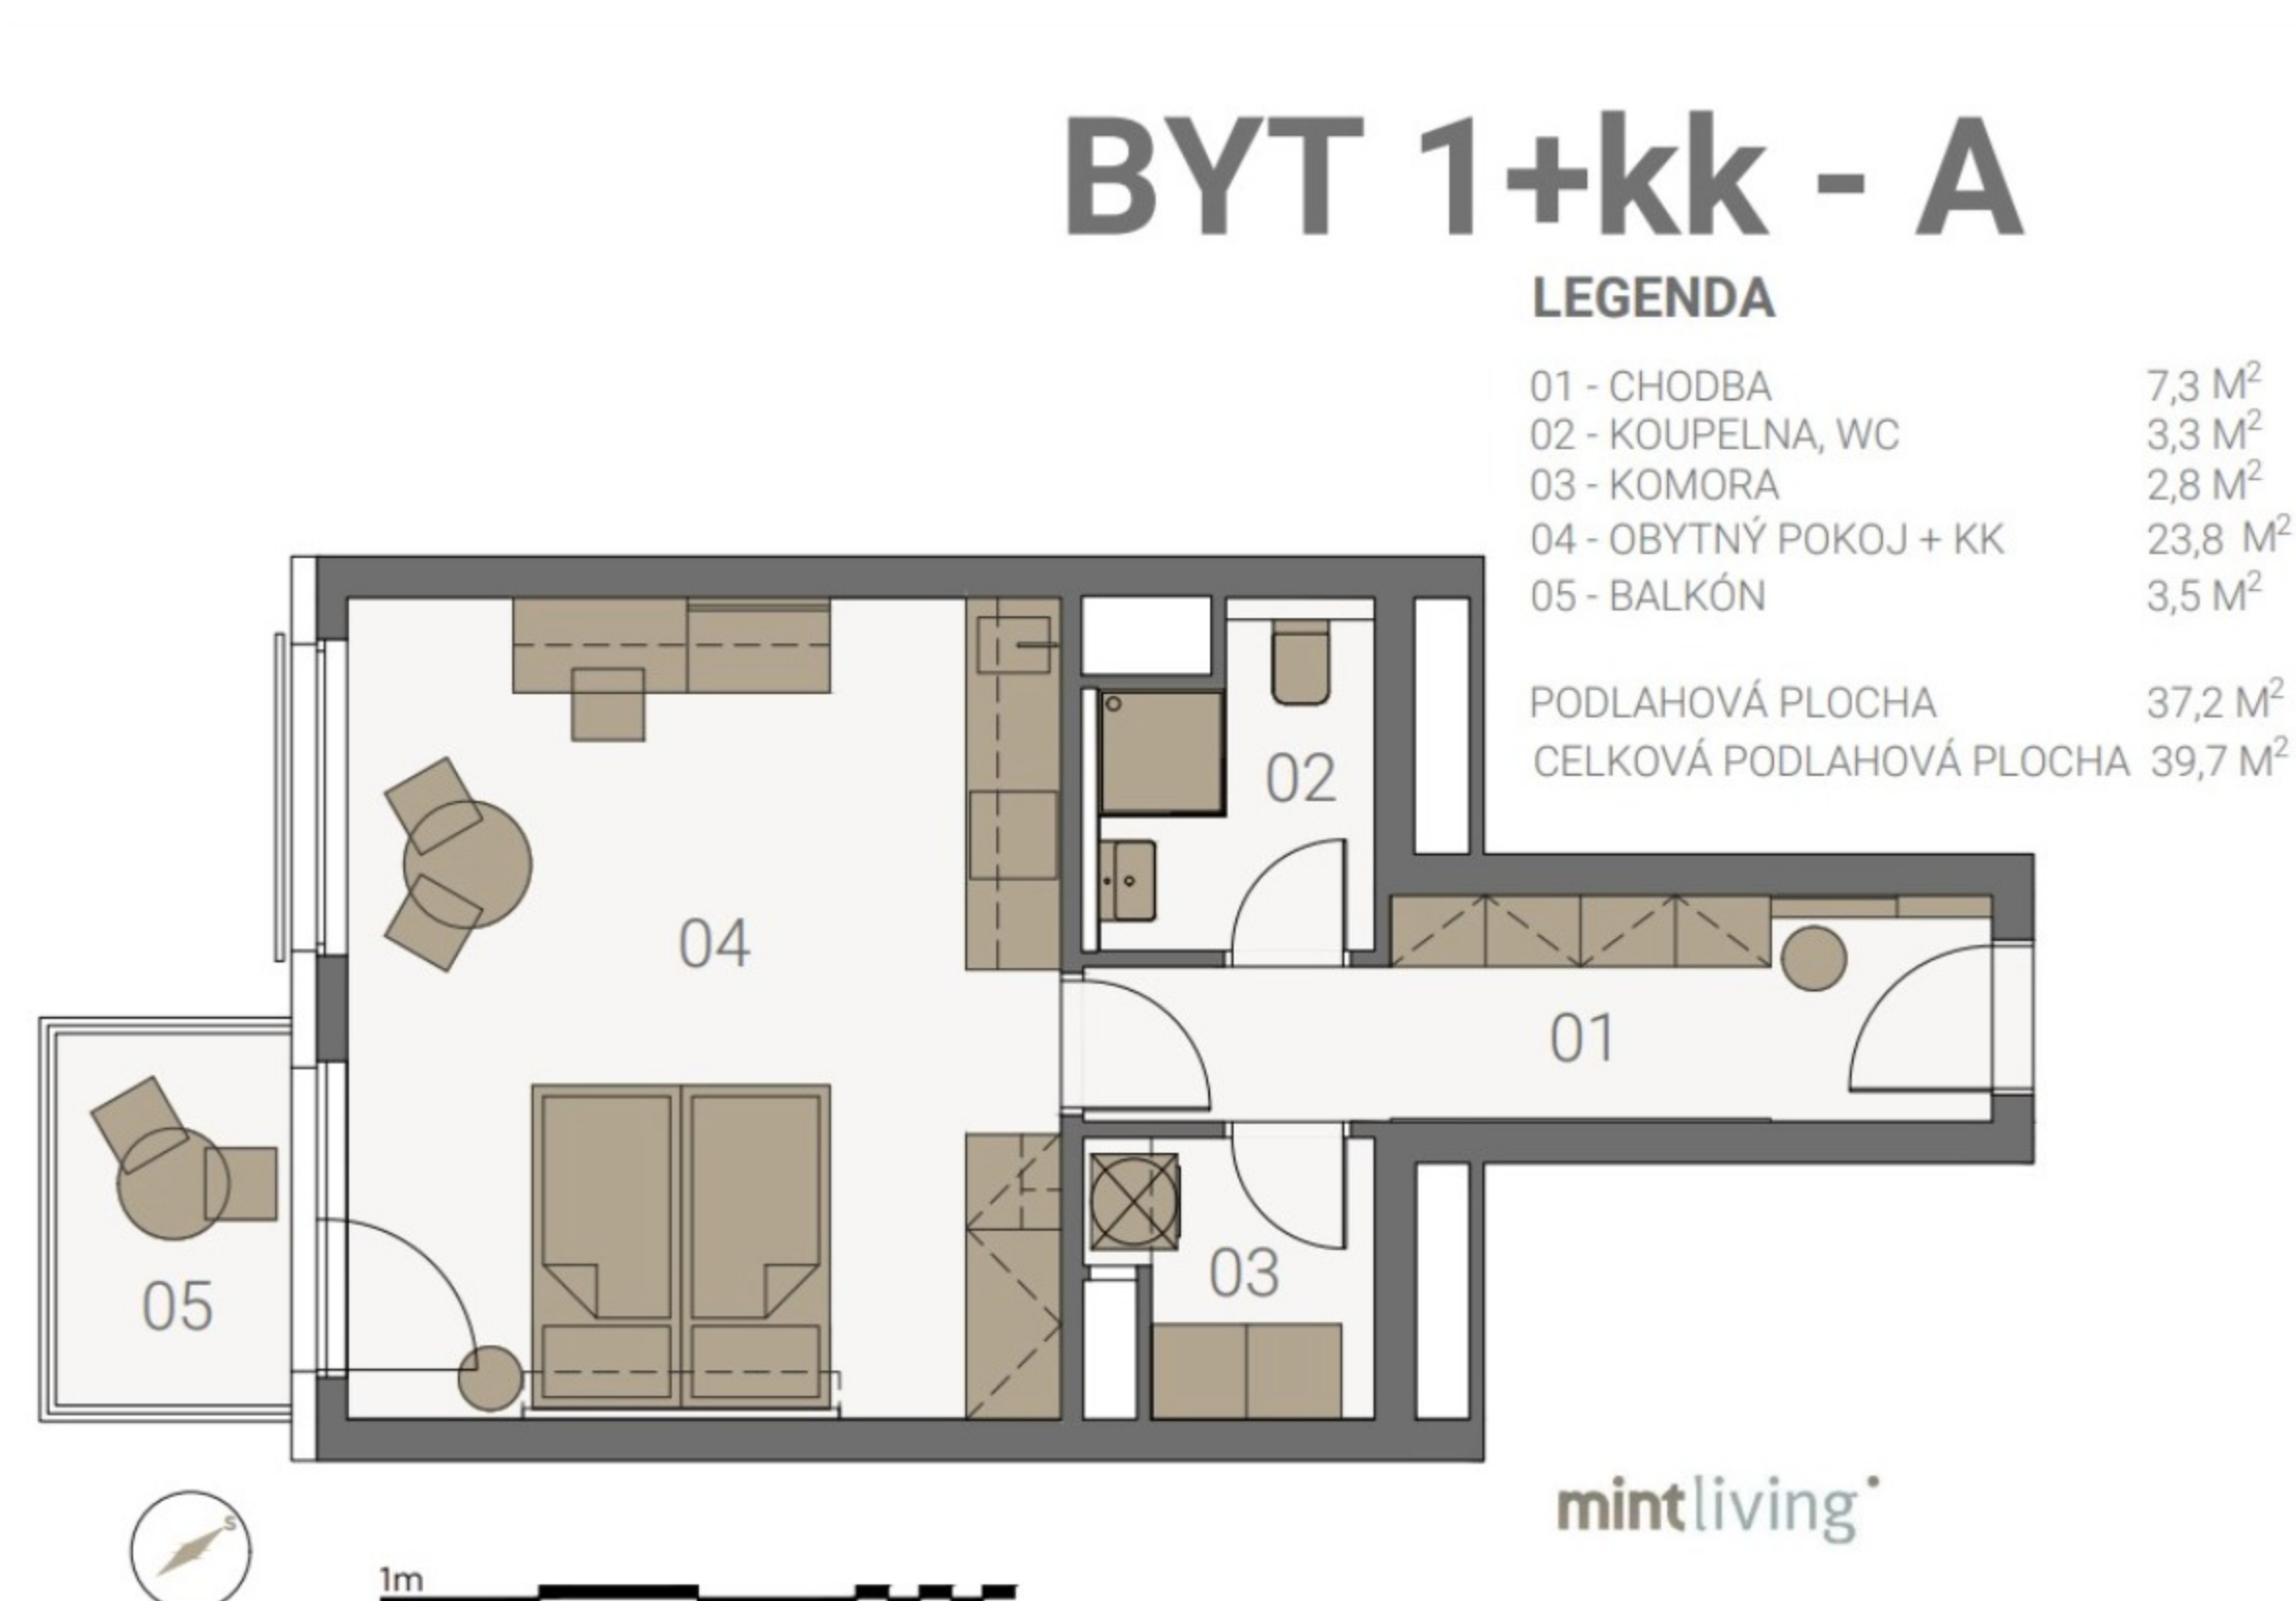 BYT 1+kk - A
LEGENDA
01 - CHODBA 7,3 M²
02 - KOUPELNA, WC 3,3 M²
03 - KOMORA 2,8 M²
04 - OBYTNÝ POKOJ + KK 23,8 M²
05 - BALKÓN 3,5 M²
PODLAHOVÁ PLOCHA 37,2 M²
CELKOVÁ PODLAHOVÁ PLOCHA 39,7 M²
02
04
01
03
05
mintliving
S
1m